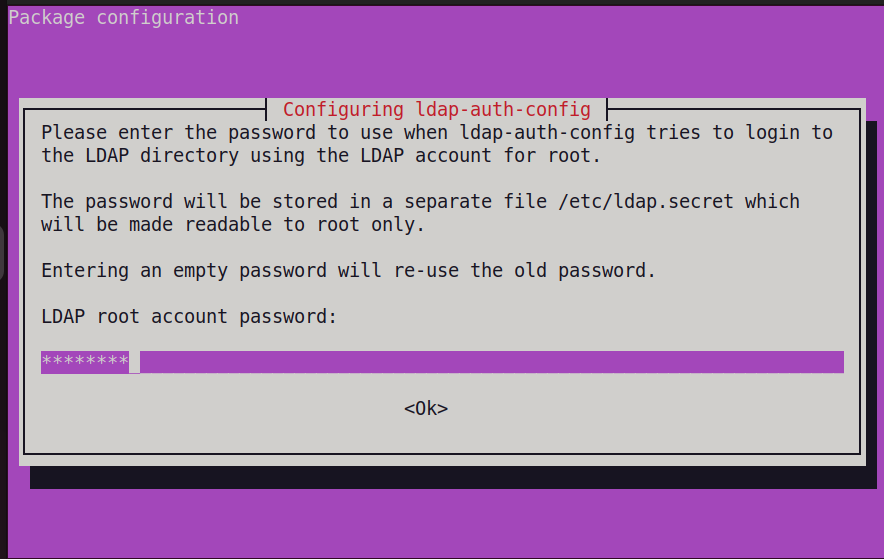 Package configuration
Configuring ldap-auth-config
Please enter the password to use when ldap-auth-config tries to login to
the LDAP directory using the LDAP account for root.
The password will be stored in a separate file /etc/ldap.secret which
will be made readable to root only.
Entering an empty password will re-use the old password.
LDAP root account password:
********
<Ok>